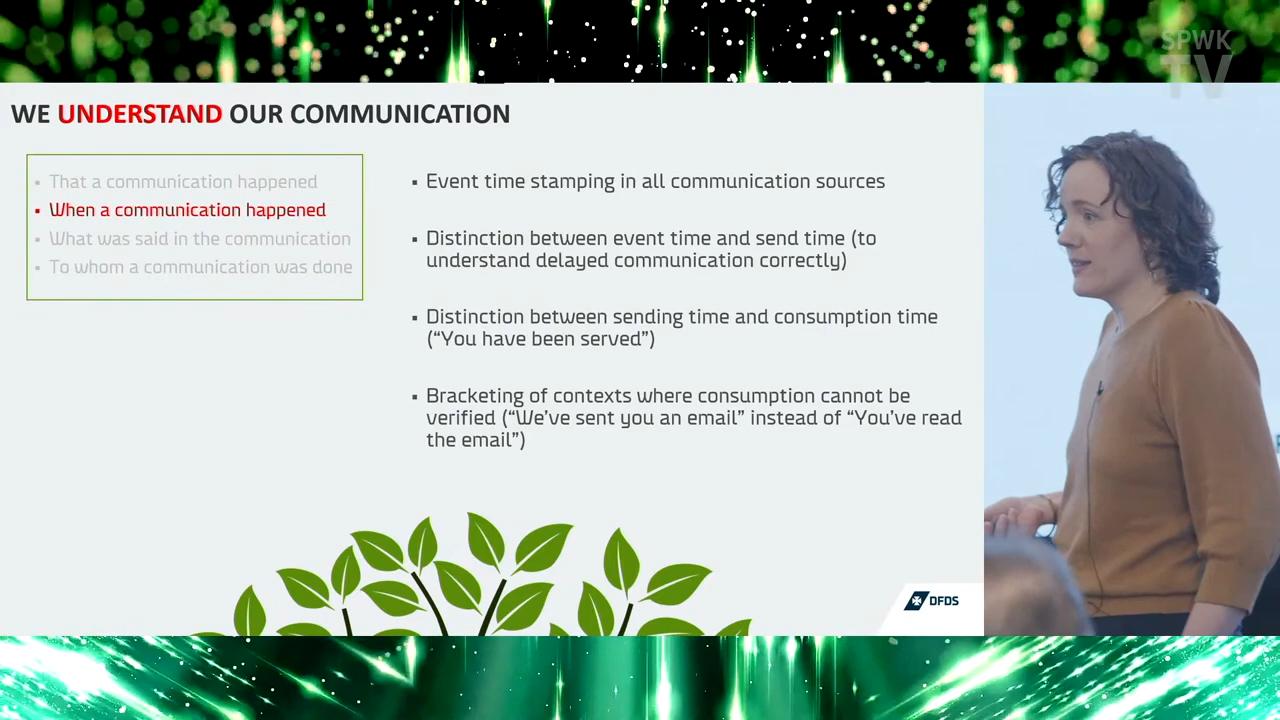 SPWK
TV
WE UNDERSTAND OUR COMMUNICATION
▪ That a communication happened
▪ When a communication happened
▪ What was said in the communication
▪ To whom a communication was done
▪ Event time stamping in all communication sources
▪ Distinction between event time and send time (to
understand delayed communication correctly)
▪ Distinction between sending time and consumption time
(“You have been served”)
▪ Bracketing of contexts where consumption cannot be
verified (“We’ve sent you an email” instead of “You’ve read
the email”)
DFDS